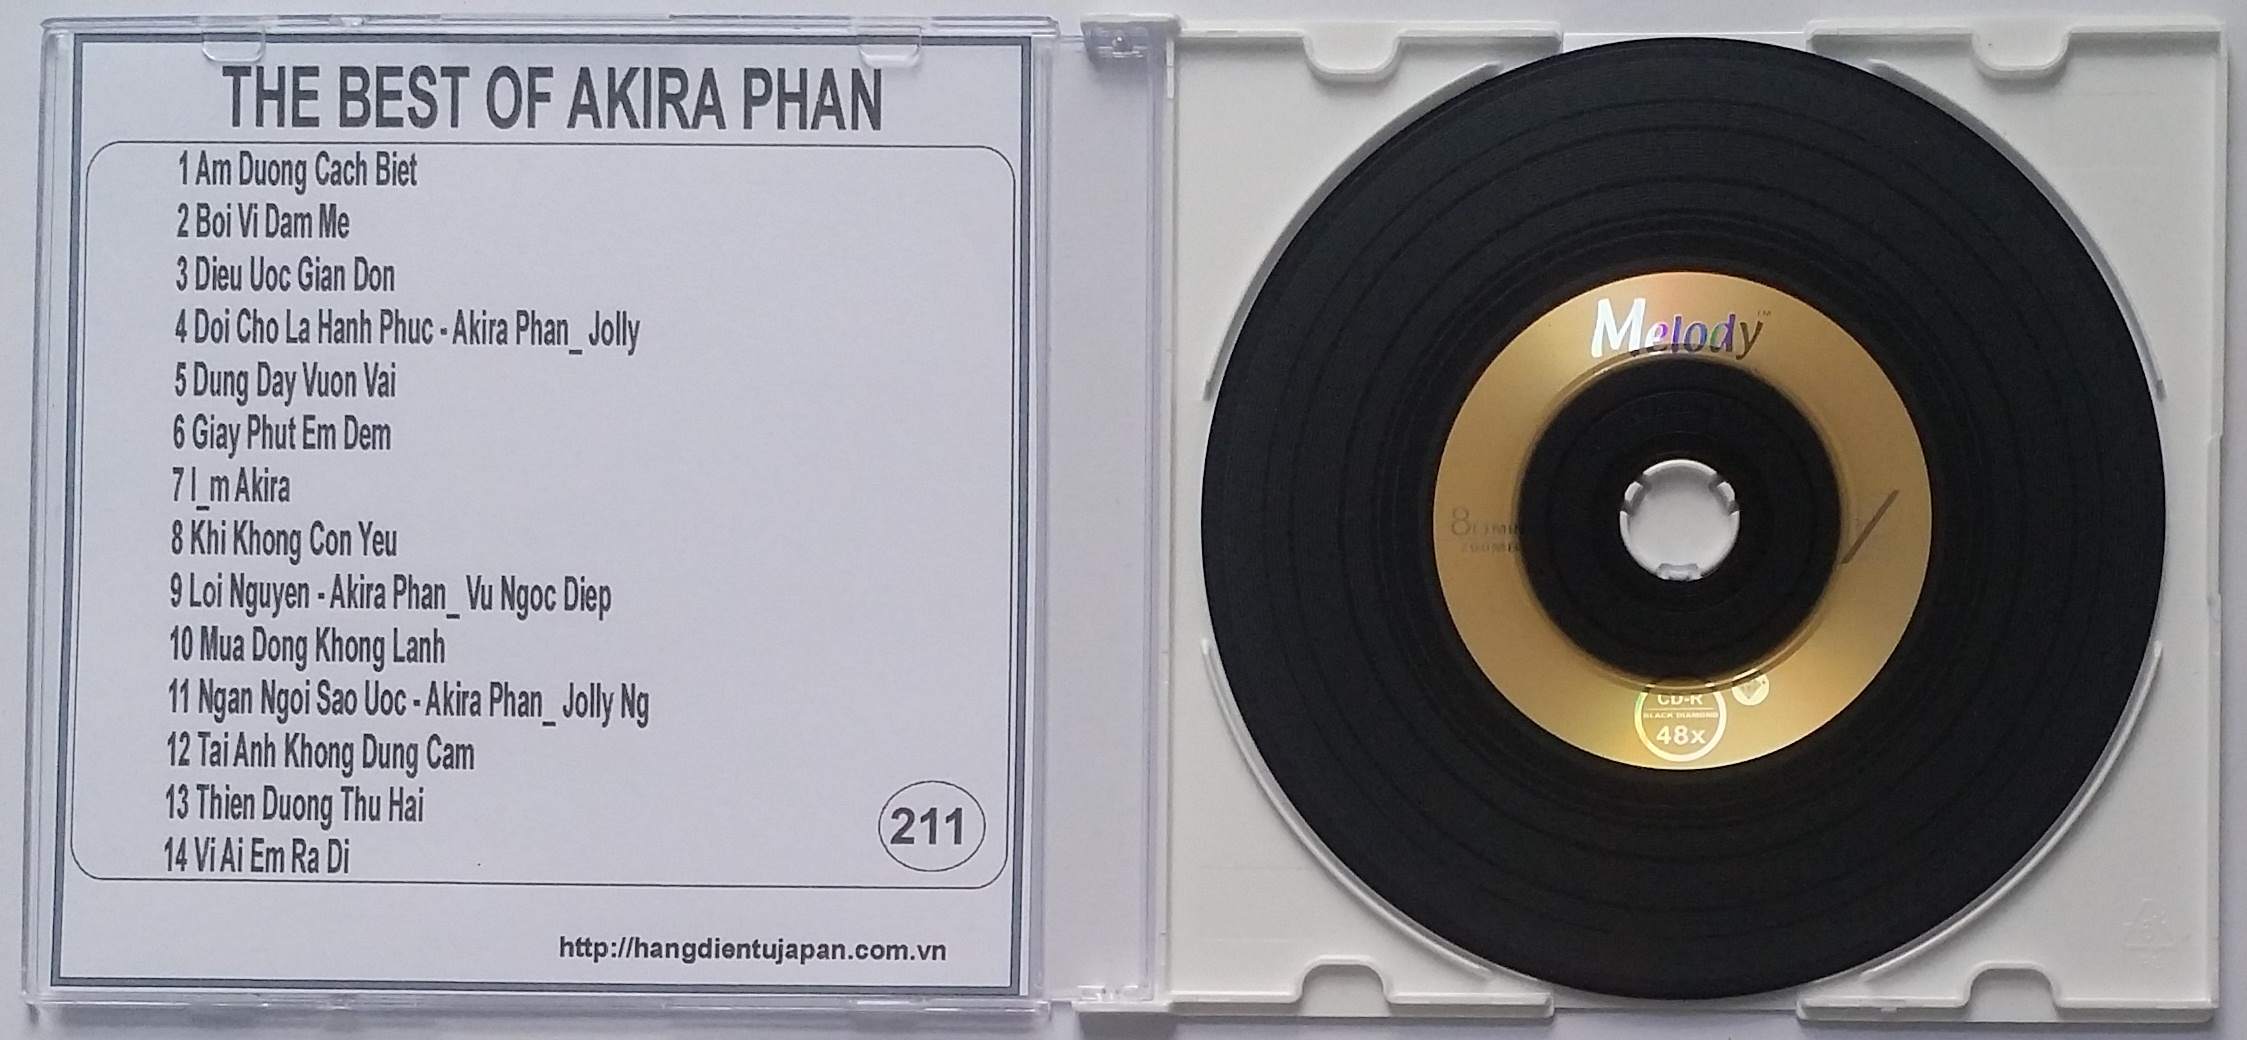 THE BEST OF AKIRA PHAN
1 Am Duong Cach Biet
2 Boi Vi Dam Me
3 Dieu Uoc Gian Don
4 Doi Cho La Hanh Phuc - Akira Phan_ Jolly
5 Dung Day Vuon Vai
6 Giay Phut Em Dem
7 I_m Akira
8 Khi Khong Con Yeu
9 Loi Nguyen - Akira Phan_ Vu Ngoc Diep
10 Mua Dong Khong Lanh
11 Ngan Ngoi Sao Uoc - Akira Phan_ Jolly Ng
12 Tai Anh Khong Dung Cam
13 Thien Duong Thu Hai
14 Vi Ai Em Ra Di
211
http://hangdientujapan.com.vn
Melody™
CD-R
BLACK DIAMOND
48x